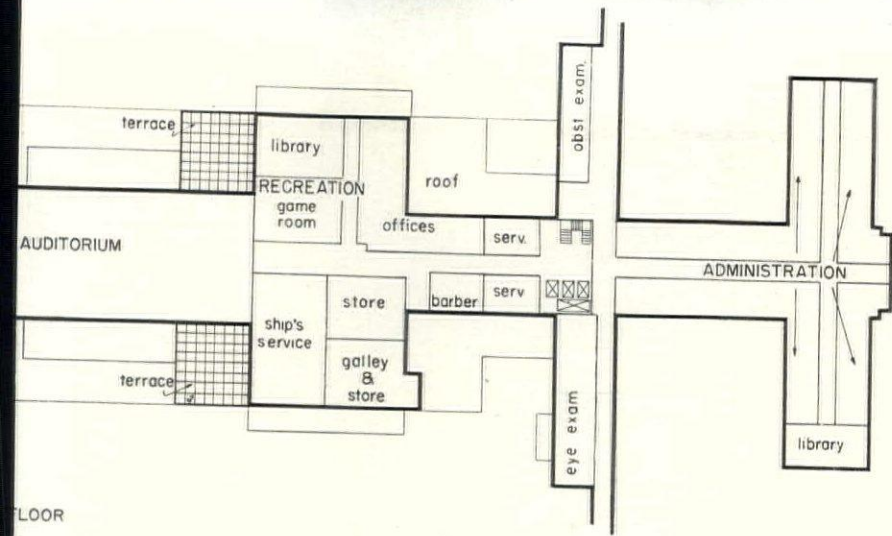 obst exam.
terrace
library
RECREATION
game
room
roof
offices
serv.
AUDITORIUM
ADMINISTRATION
store
barber
serv
ship's
service
galley
&
store
terrace
eye exam
library
LOOR